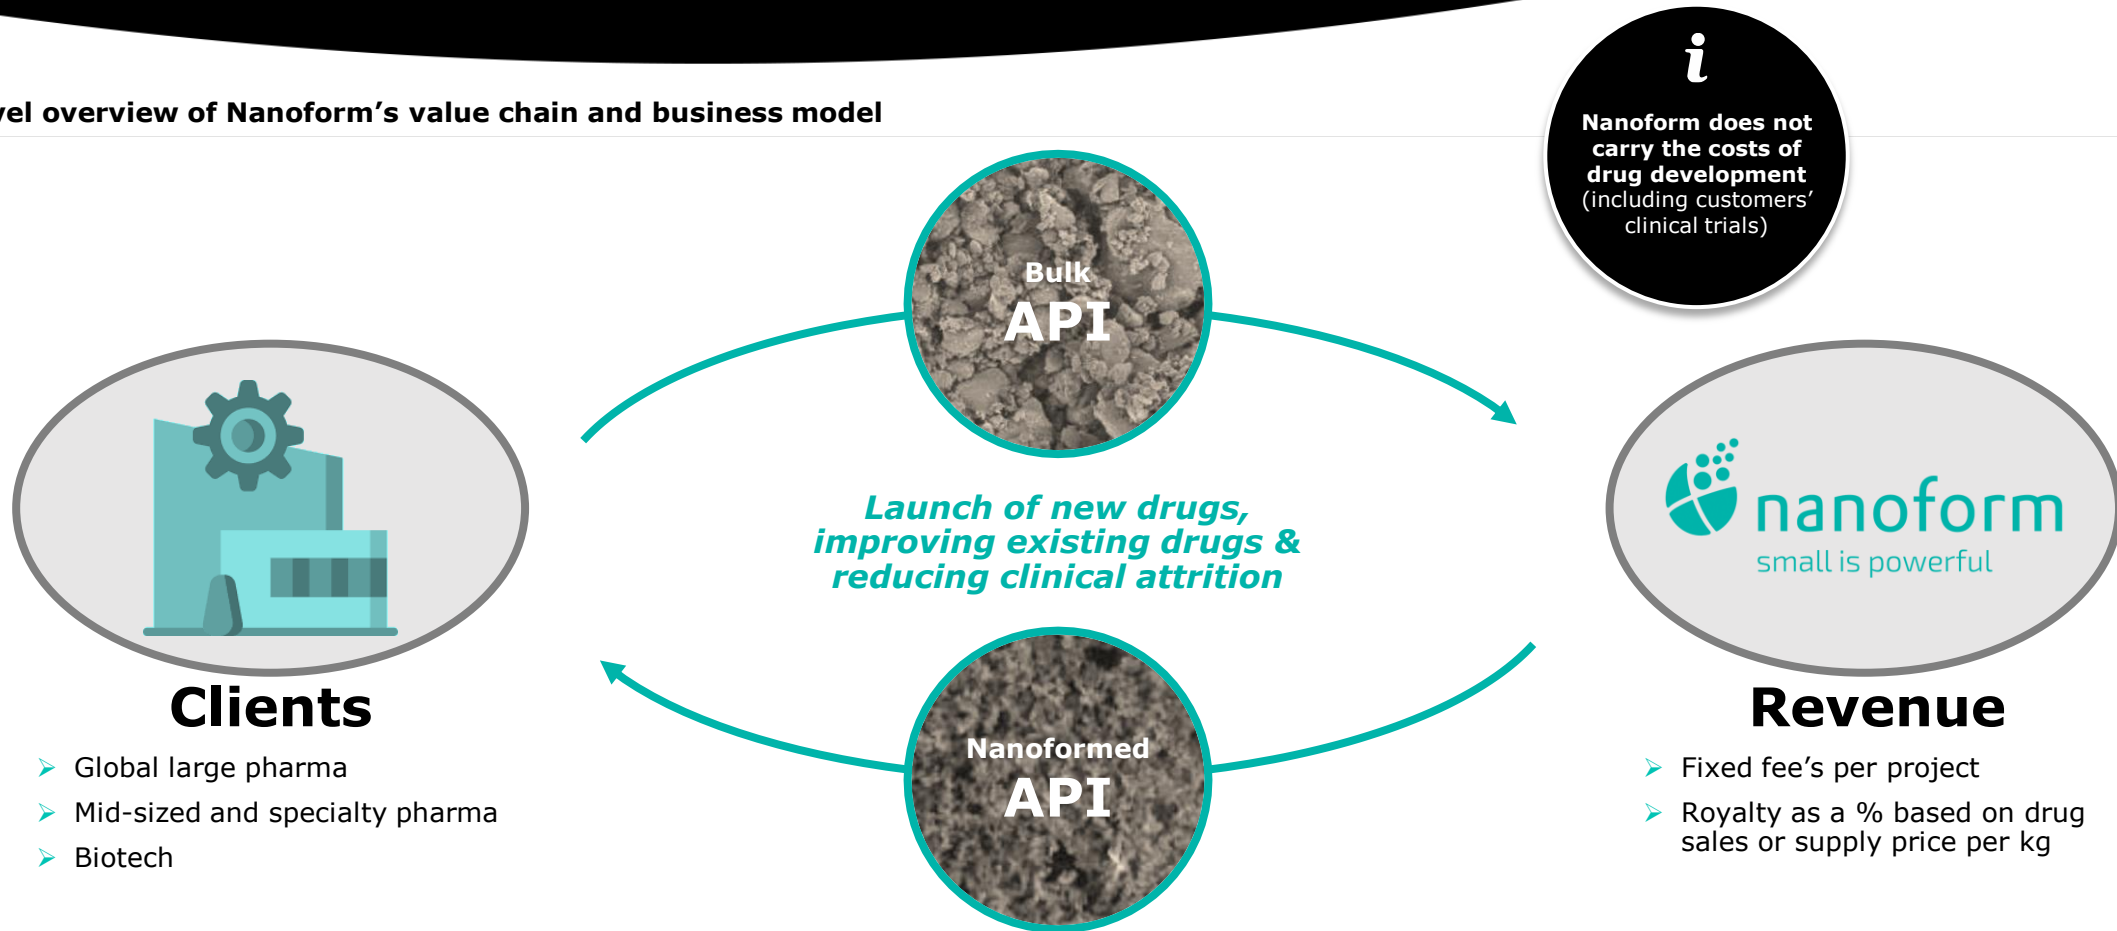 overview of Nanoform’s value chain and business model
i
Nanoform does not
carry the costs of
drug development
(including customers’
clinical trials)
Bulk
API
Launch of new drugs,
improving existing drugs &
reducing clinical attrition
nanoform
small is powerful
Clients
Global large pharma
Mid-sized and specialty pharma
Biotech
Nanoformed
API
Revenue
Fixed fee’s per project
Royalty as a % based on drug
sales or supply price per kg